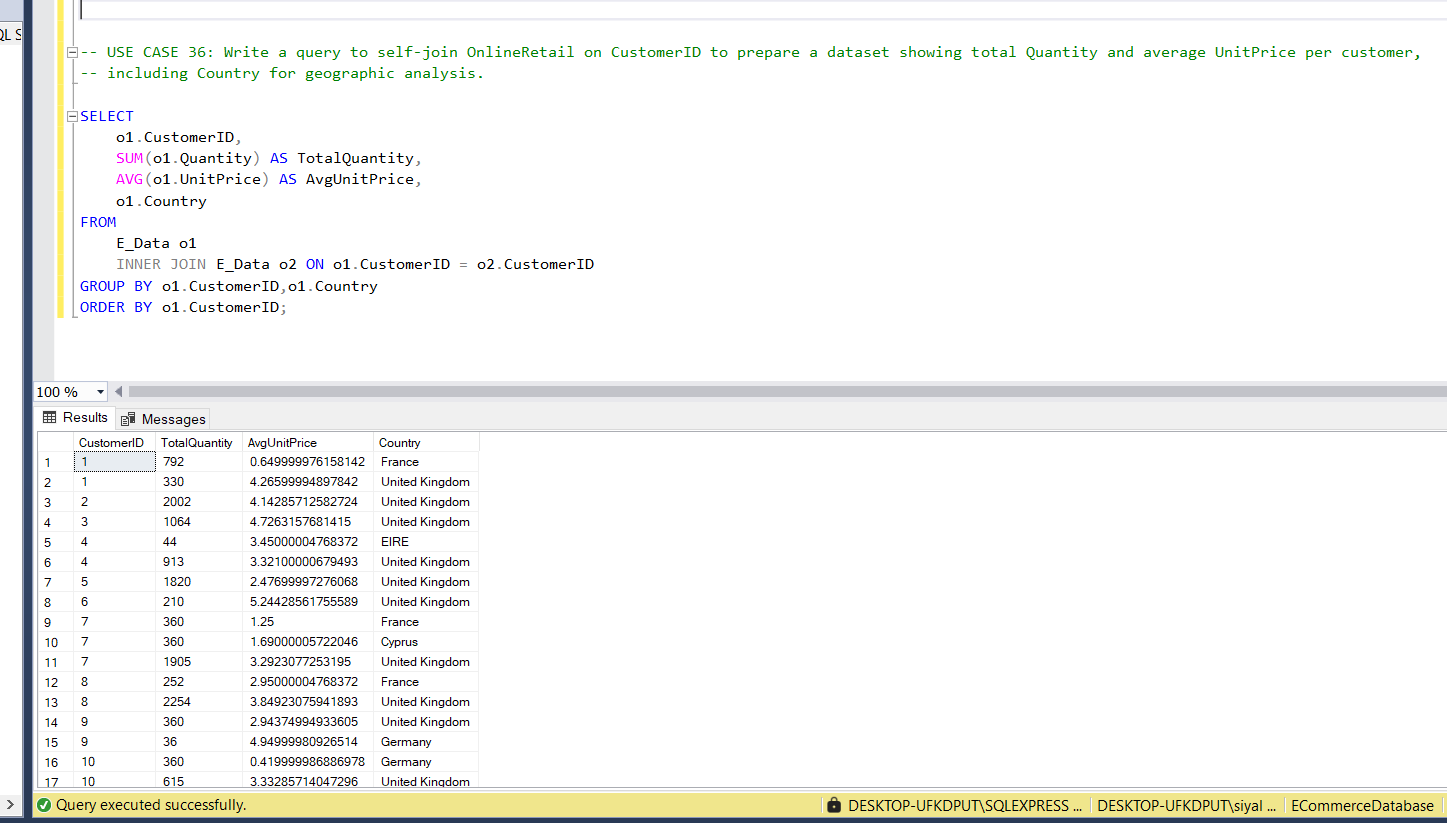 QL S
-- USE CASE 36: Write a query to self-join OnlineRetail on CustomerID to prepare a dataset showing total Quantity and average UnitPrice per customer,
-- including Country for geographic analysis.
SELECT
o1.CustomerID,
SUM(o1.Quantity) AS TotalQuantity,
AVG(o1.UnitPrice) AS AvgUnitPrice,
o1.Country
FROM
E_Data o1
INNER JOIN E_Data o2 ON o1.CustomerID = o2.CustomerID
GROUP BY o1.CustomerID,o1.Country
ORDER BY o1.CustomerID;
100 %
Results Messages
CustomerID TotalQuantity AvgUnitPrice Country
1 1 792 0.649999976158142 France
2 1 330 4.26599994897842 United Kingdom
3 2 2002 4.14285712582724 United Kingdom
4 3 1064 4.7263157681415 United Kingdom
5 4 44 3.45000004768372 EIRE
6 4 913 3.32100000679493 United Kingdom
7 5 1820 2.47699997276068 United Kingdom
8 6 210 5.24428561755589 United Kingdom
9 7 360 1.25 France
10 7 360 1.69000005722046 Cyprus
11 7 1905 3.2923077253195 United Kingdom
12 8 252 2.95000004768372 France
13 8 2254 3.84923075941893 United Kingdom
14 9 360 2.94374994933605 United Kingdom
15 9 36 4.94999980926514 Germany
16 10 360 0.419999986886978 Germany
17 10 615 3.33285714047296 United Kingdom
Query executed successfully. DESKTOP-UFKDPUT\SQLEXPRESS ... DESKTOP-UFKDPUT\siyal ... ECommerceDatabase